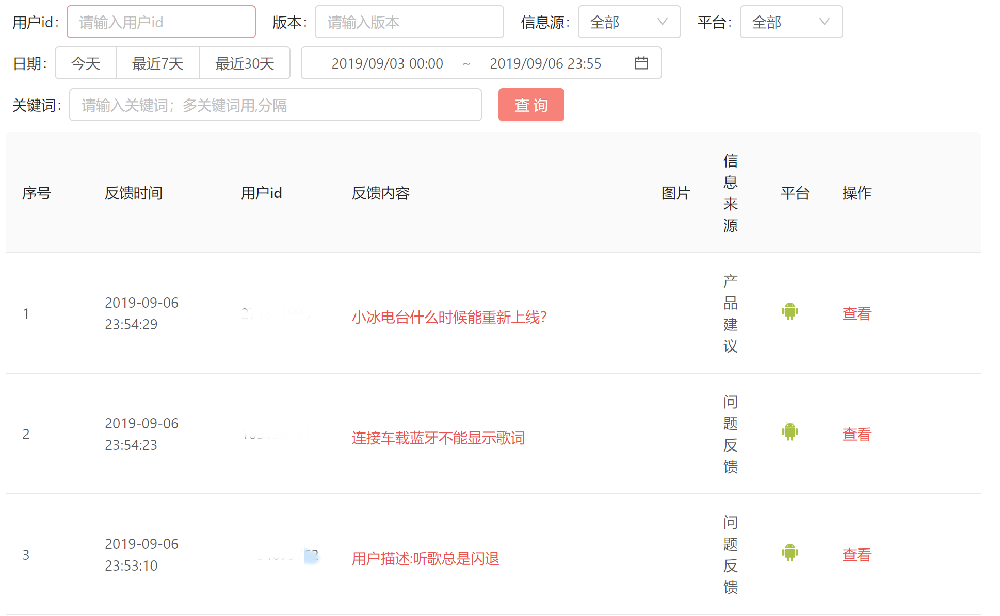 用户id: 请输入用户id 版本: 请输入版本 信息源: 全部 平台: 全部
日期: 今天 最近7天 最近30天 2019/09/03 00:00 ~ 2019/09/06 23:55
关键词: 请输入关键词；多关键词用,分隔 查 询
序号 反馈时间 用户id 反馈内容 图片 信息来源 平台 操作
1 2019-09-06 23:54:29 小冰电台什么时候能重新上线？ 产品建议 查看
2 2019-09-06 23:54:23 连接车载蓝牙不能显示歌词 问题反馈 查看
3 2019-09-06 23:53:10 用户描述:听歌总是闪退 问题反馈 查看